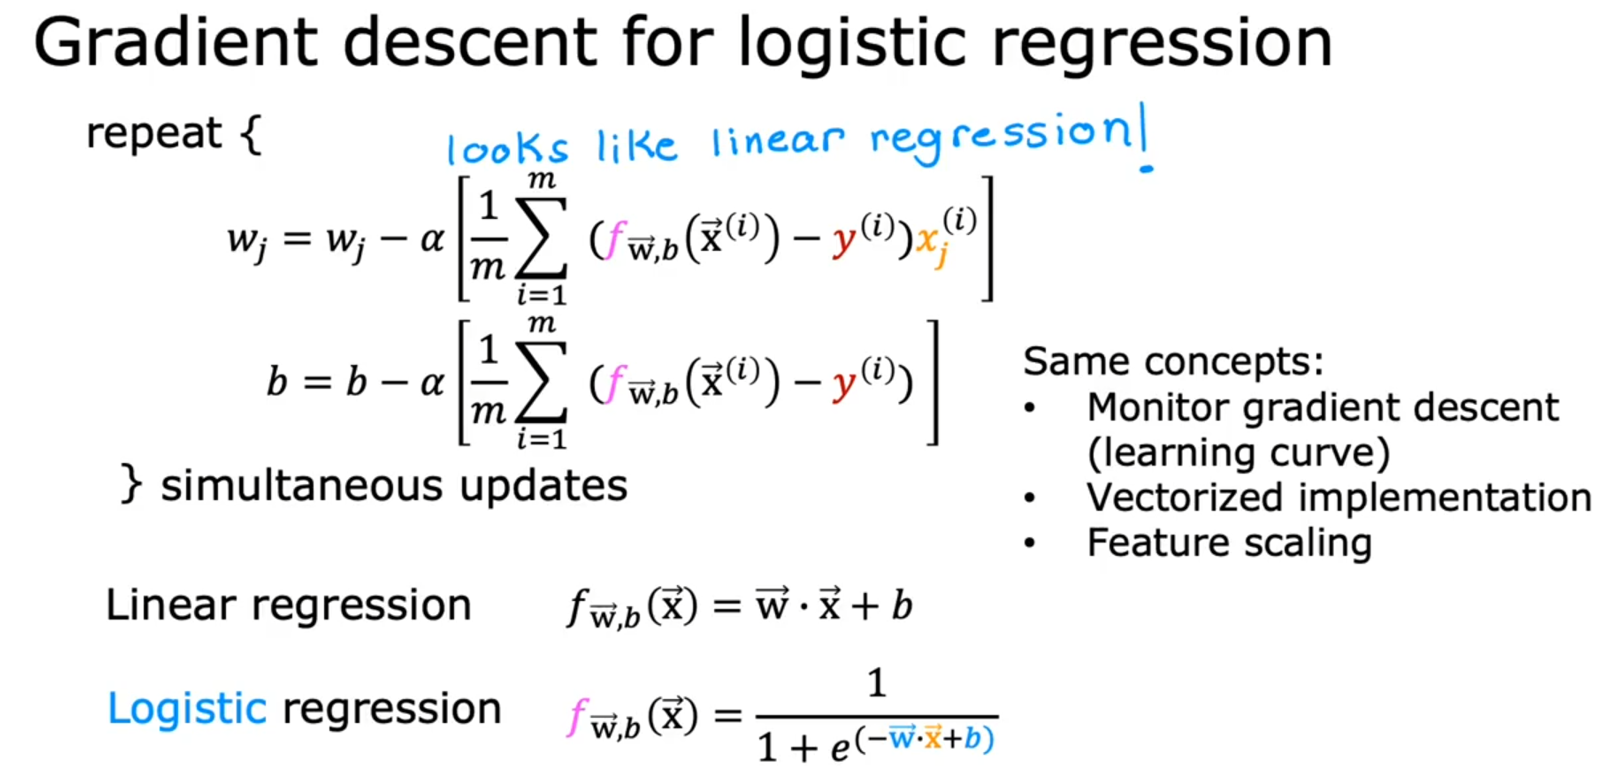 Gradient descent for logistic regression
repeat {
looks like linear regression!
$w_j = w_j - \alpha \left[ \frac{1}{m} \sum_{i=1}^{m} (f_{\vec{w},b}(\vec{x}^{(i)}) - y^{(i)}) x_j^{(i)} \right]$
$b = b - \alpha \left[ \frac{1}{m} \sum_{i=1}^{m} (f_{\vec{w},b}(\vec{x}^{(i)}) - y^{(i)}) \right]$
} simultaneous updates
Same concepts:
• Monitor gradient descent
(learning curve)
• Vectorized implementation
• Feature scaling
Linear regression $f_{\vec{w},b}(\vec{x}) = \vec{w} \cdot \vec{x} + b$
Logistic regression $f_{\vec{w},b}(\vec{x}) = \frac{1}{1 + e^{(-\vec{w} \cdot \vec{x} + b)}}$